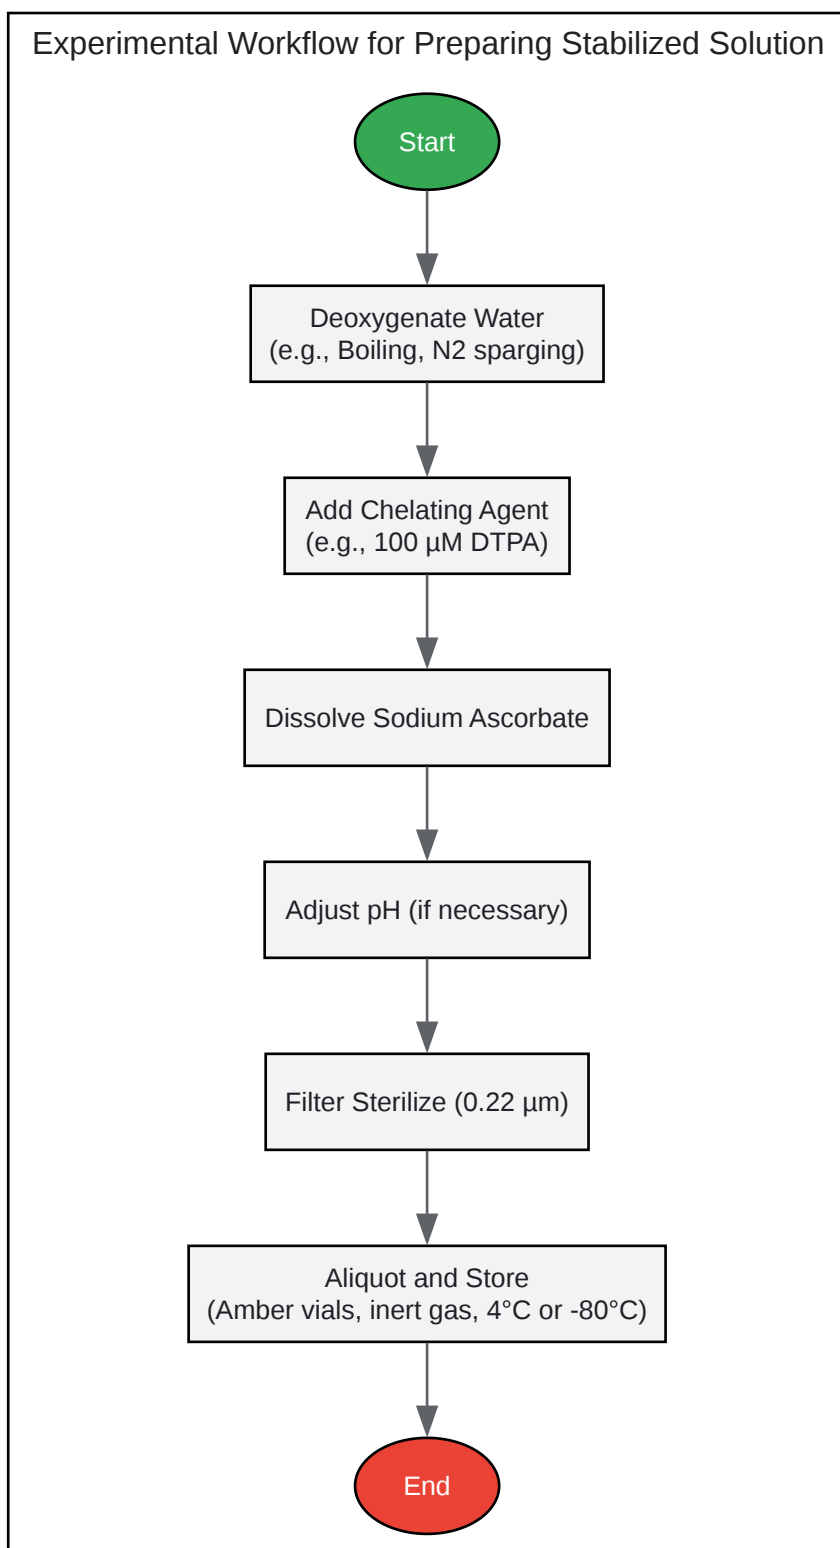 Experimental Workflow for Preparing Stabilized Solution
Start
Deoxygenate Water
(e.g., Boiling, N2 sparging)
Add Chelating Agent
(e.g., 100 µM DTPA)
Dissolve Sodium Ascorbate
Adjust pH (if necessary)
Filter Sterilize (0.22 µm)
Aliquot and Store
(Amber vials, inert gas, 4°C or -80°C)
End